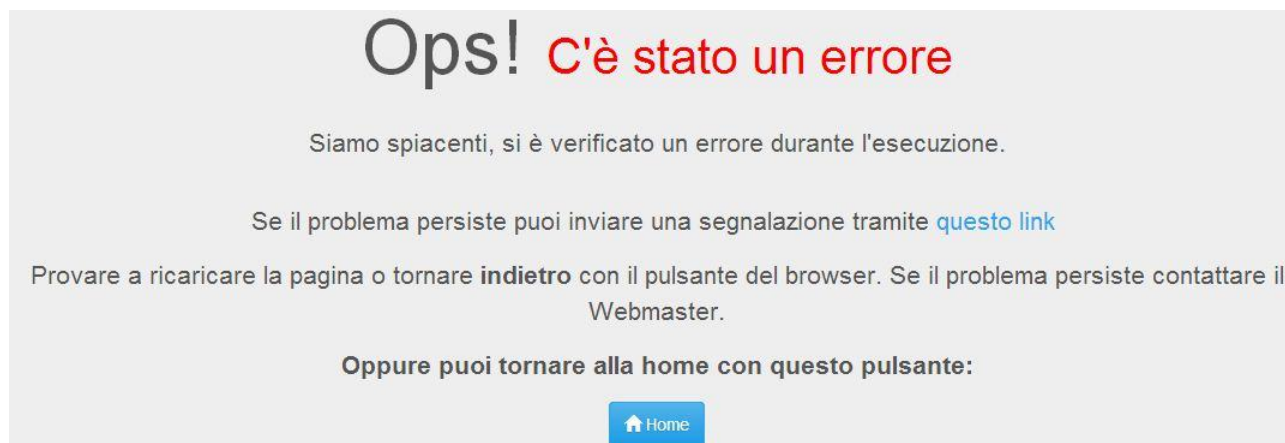 Ops! C'è stato un errore
Siamo spiacenti, si è verificato un errore durante l'esecuzione.
Se il problema persiste puoi inviare una segnalazione tramite questo link
Provare a ricaricare la pagina o tornare indietro con il pulsante del browser. Se il problema persiste contattare il
Webmaster.
Oppure puoi tornare alla home con questo pulsante:
Home